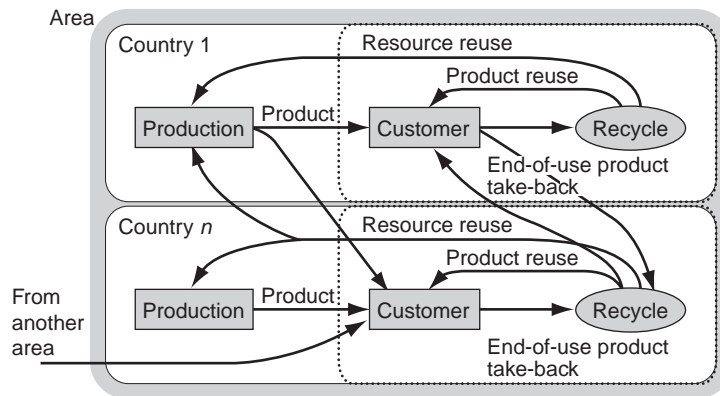 Area
Country 1
Resource reuse
Product reuse
Production
Product
Customer
Recycle
End-of-use product
take-back
Country n
Resource reuse
Product reuse
Production
Product
Customer
Recycle
End-of-use product
take-back
From
another
area